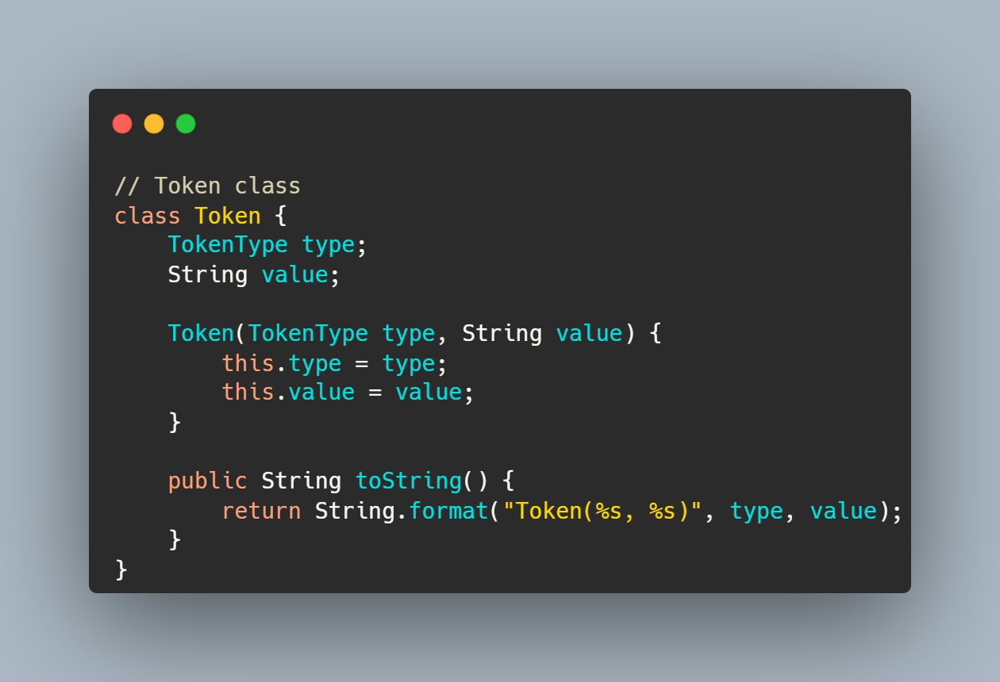 // Token class
class Token {
    TokenType type;
    String value;

    Token(TokenType type, String value) {
        this.type = type;
        this.value = value;
    }

    public String toString() {
        return String.format("Token(%s, %s)", type, value);
    }
}